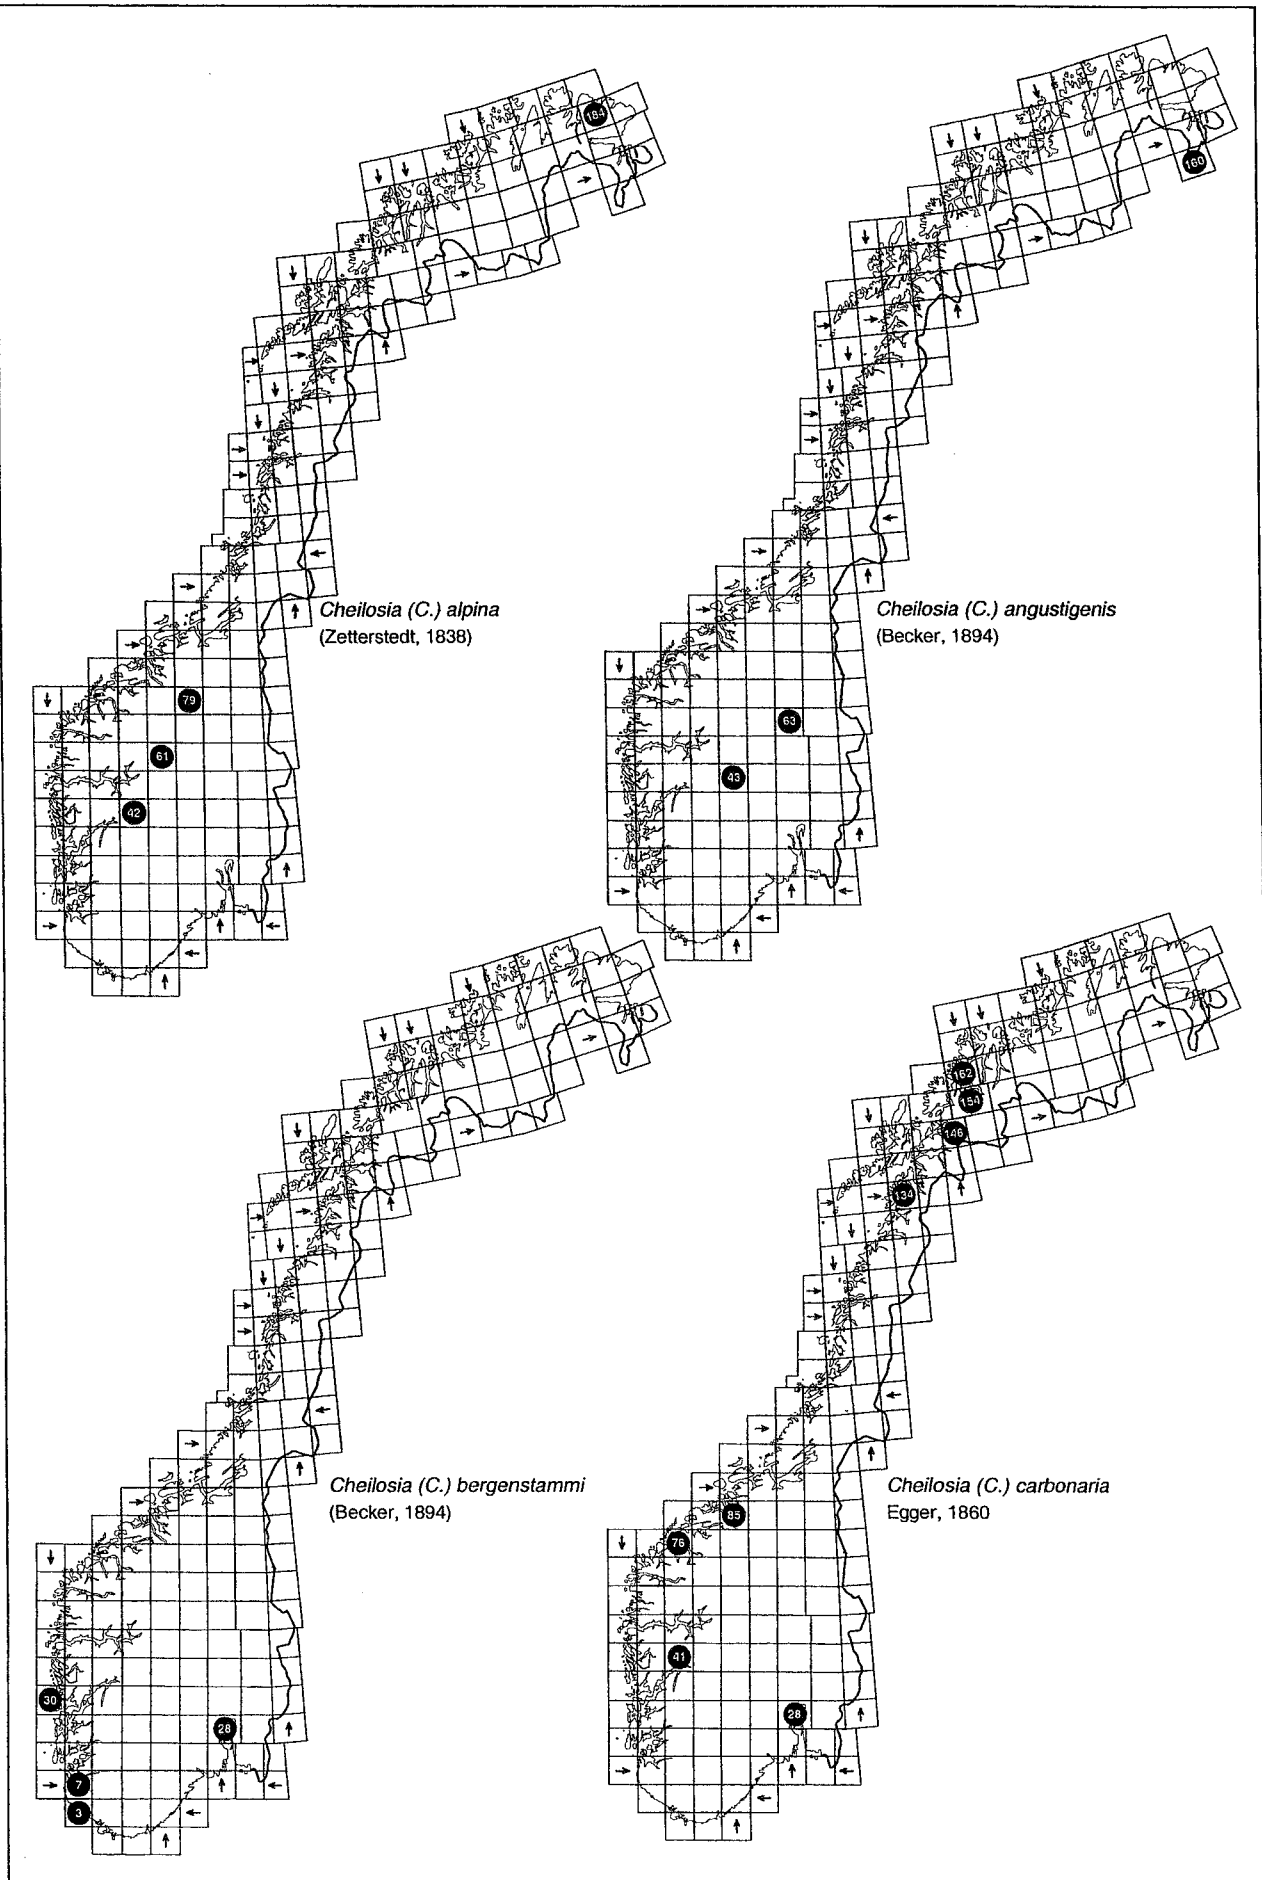 184
Cheilosia (C.) alpina
(Zetterstedt, 1838)
79
61
42
160
Cheilosia (C.) angustigenis
(Becker, 1894)
63
43
Cheilosia (C.) bergenstammi
(Becker, 1894)
30
28
7
3
162
154
146
134
Cheilosia (C.) carbonaria
Egger, 1860
85
76
41
28